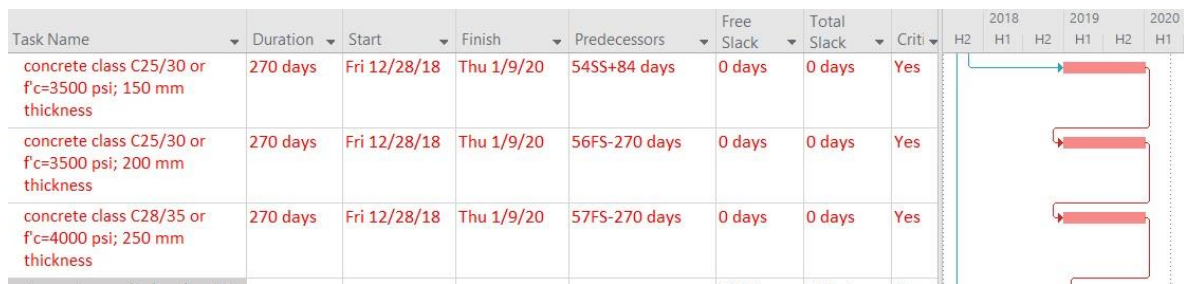 Free Total 2018 2019 2020
Task Name Duration Start Finish Predecessors Slack Slack Criti H2 H1 H2 H1 H2 H1
concrete class C25/30 or 270 days Fri 12/28/18 Thu 1/9/20 54SS+84 days 0 days 0 days Yes
f'c=3500 psi; 150 mm
thickness
concrete class C25/30 or 270 days Fri 12/28/18 Thu 1/9/20 56FS-270 days 0 days 0 days Yes
f'c=3500 psi; 200 mm
thickness
concrete class C28/35 or 270 days Fri 12/28/18 Thu 1/9/20 57FS-270 days 0 days 0 days Yes
f'c=4000 psi; 250 mm
thickness